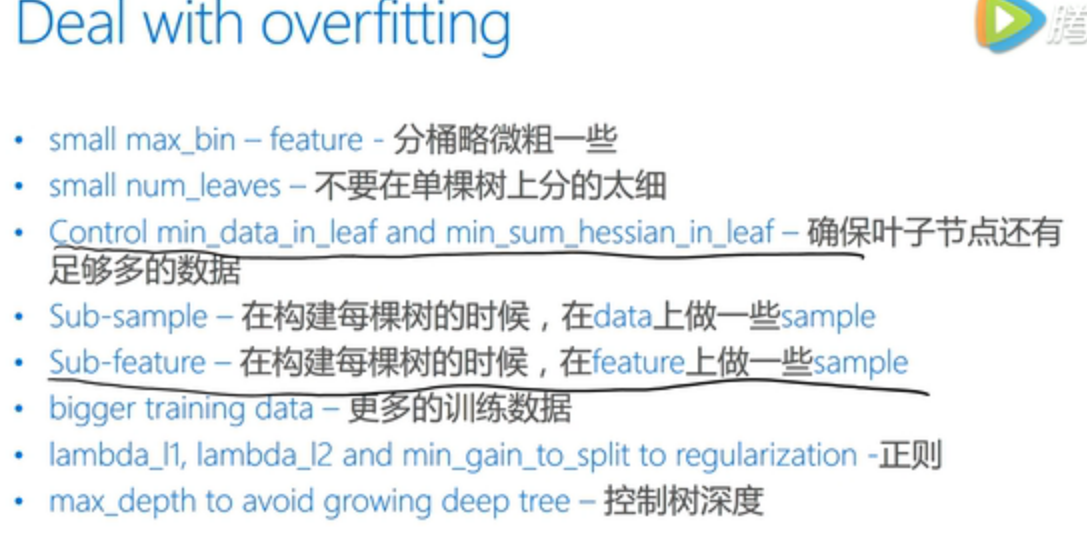 Deal with overfitting
腾
• small max_bin – feature - 分桶略微粗一些
• small num_leaves – 不要在单棵树上分的太细
• Control min_data_in_leaf and min_sum_hessian_in_leaf – 确保叶子节点还有
足够多的数据
• Sub-sample – 在构建每棵树的时候，在data上做一些sample
• Sub-feature – 在构建每棵树的时候，在feature上做一些sample
• bigger training data – 更多的训练数据
• lambda_l1, lambda_l2 and min_gain_to_split to regularization -正则
• max_depth to avoid growing deep tree – 控制树深度